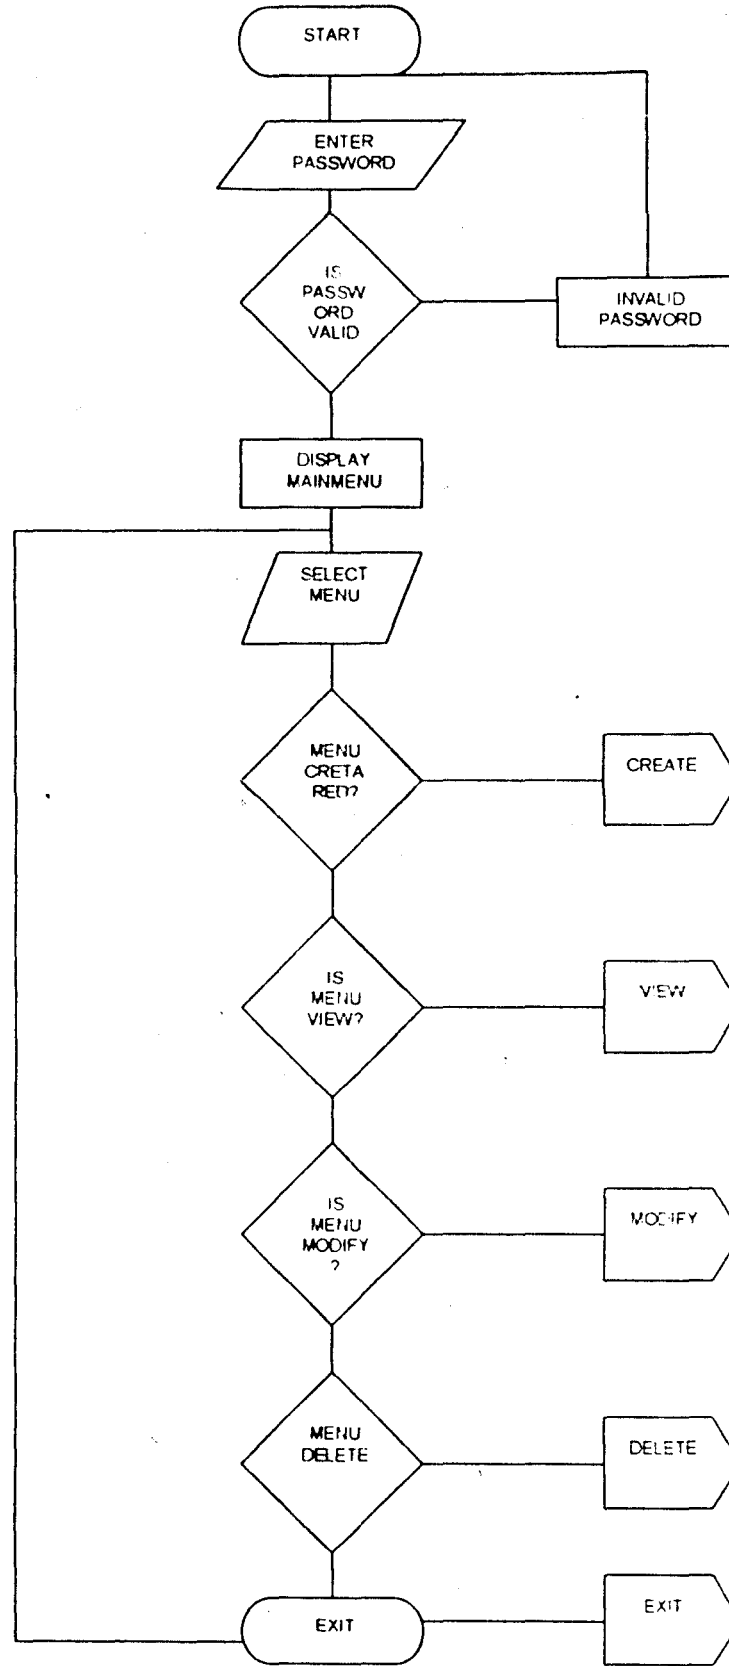 START
ENTER
PASSWORD
IS
PASSW
ORD
VALID
INVALID
PASSWORD
DISPLAY
MAINMENU
SELECT
MENU
MENU
CRETA
RED?
CREATE
IS
MENU
VIEW?
VIEW
IS
MENU
MODIFY
?
MODIFY
MENU
DELETE
DELETE
EXIT
EXIT